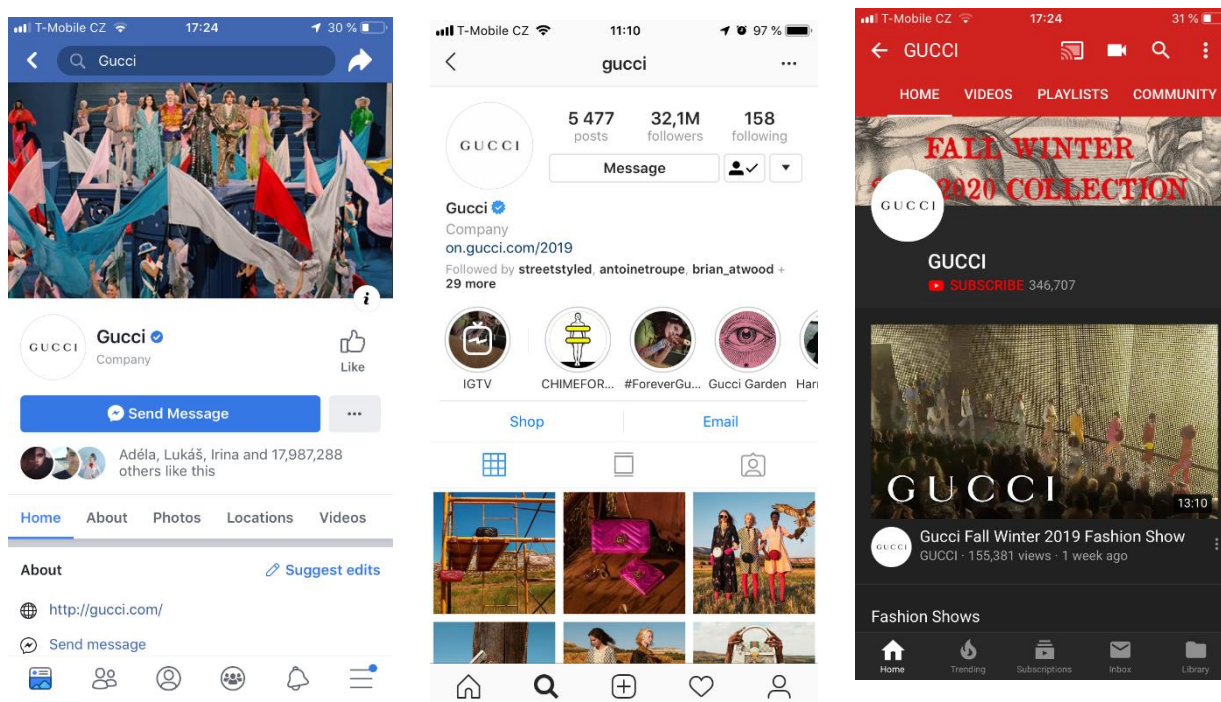 T-Mobile CZ 17:24 30 %
Gucci
GUCCI
Gucci
Company
Like
Send Message
Adéla, Lukáš, Irina and 17,987,288
others like this
Home About Photos Locations Videos
About Suggest edits
http://gucci.com/
Send message
T-Mobile CZ 11:10 97 %
gucci
GUCCI
5 477 32,1M 158
posts followers following
Message
Gucci
Company
on.gucci.com/2019
Followed by streetstyled, antoinetroupe, brian_atwood +
29 more
IGTV CHIMEFOR... #ForeverGu... Gucci Garden Harr
Shop Email
T-Mobile CZ 17:24 31 %
GUCCI
HOME VIDEOS PLAYLISTS COMMUNITY
FALL WINTER
2020 COLLECTION
GUCCI
GUCCI
SUBSCRIBE 346,707
GUCCI
13:10
GUCCI
Gucci Fall Winter 2019 Fashion Show
GUCCI · 155,381 views · 1 week ago
Fashion Shows
Home Trending Subscriptions Inbox Library